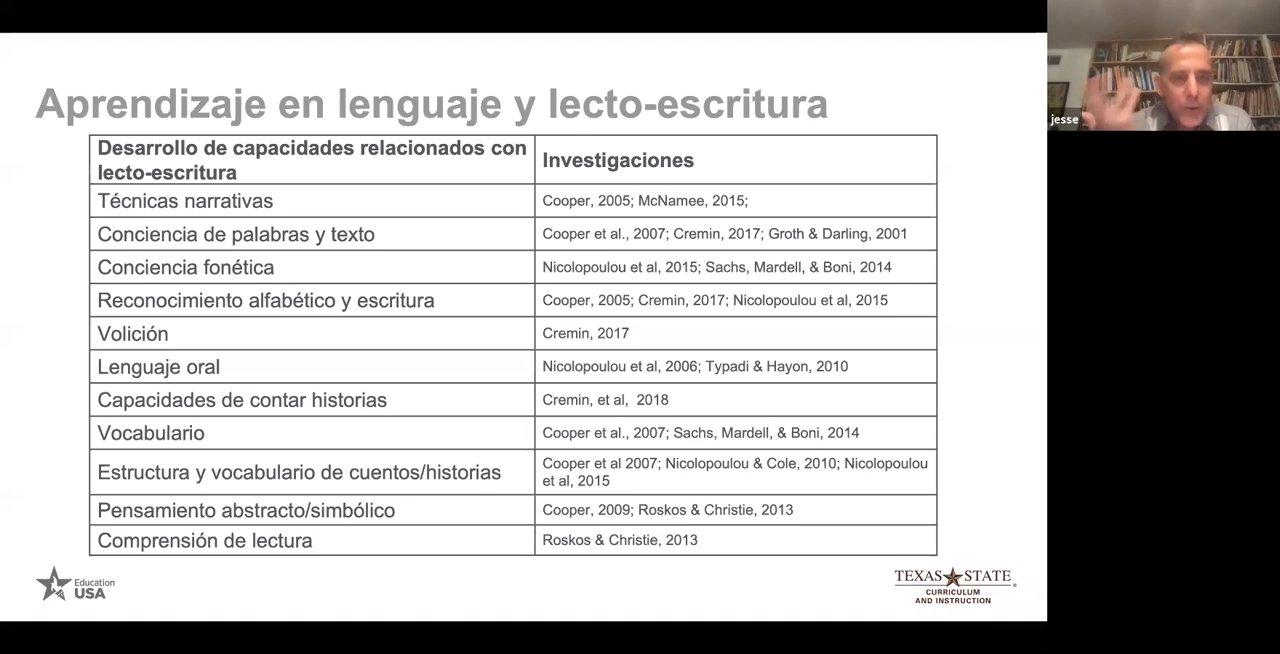 Aprendizaje en lenguaje y lecto-escritura
jesse
Desarrollo de capacidades relacionados con
lecto-escritura
Investigaciones
Técnicas narrativas
Cooper, 2005; McNamee, 2015;
Conciencia de palabras y texto
Cooper et al., 2007; Cremin, 2017; Groth & Darling, 2001
Conciencia fonética
Nicolopoulou et al, 2015; Sachs, Mardell, & Boni, 2014
Reconocimiento alfabético y escritura
Cooper, 2005; Cremin, 2017; Nicolopoulou et al, 2015
Volición
Cremin, 2017
Lenguaje oral
Nicolopoulou et al, 2006; Typadi & Hayon, 2010
Capacidades de contar historias
Cremin, et al, 2018
Vocabulario
Cooper et al., 2007; Sachs, Mardell, & Boni, 2014
Estructura y vocabulario de cuentos/historias
Cooper et al 2007; Nicolopoulou & Cole, 2010; Nicolopoulou
et al, 2015
Pensamiento abstracto/simbólico
Cooper, 2009; Roskos & Christie, 2013
Comprensión de lectura
Roskos & Christie, 2013
Education
USA
TEXAS STATE
CURRICULUM
AND INSTRUCTION